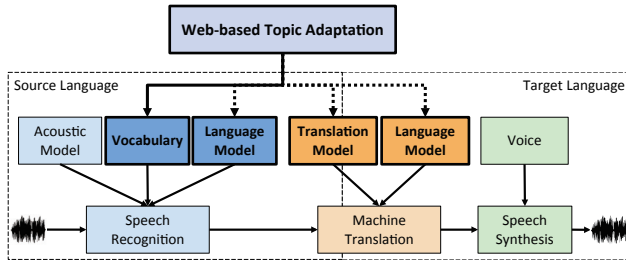 Web-based Topic Adaptation
Source Language
Target Language
Acoustic
Model
Vocabulary
Language
Model
Translation
Model
Language
Model
Voice
Speech
Recognition
Machine
Translation
Speech
Synthesis